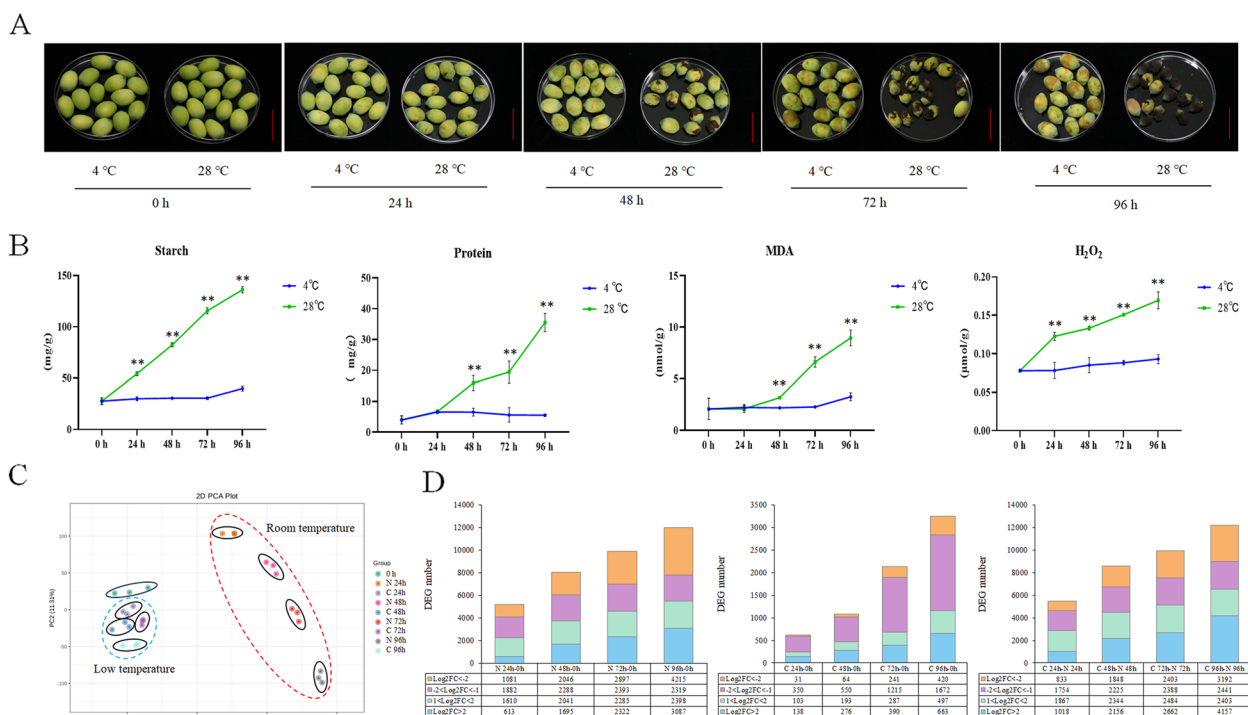 A
4 ℃ 28 ℃ 4 ℃ 28 ℃ 4 ℃ 28 ℃ 4 ℃ 28 ℃ 4 ℃ 28 ℃
0 h 24 h 48 h 72 h 96 h
B
Starch
(mg/g)
150
100
50
0
0 h 24 h 48 h 72 h 96 h
** ** ** **
4℃
28℃
Protein
( mg/g)
50
40
30
20
10
0
0 h 24 h 48 h 72 h 96 h
** ** **
4℃
28℃
MDA
(nmol/g)
15
10
5
0
0 h 24 h 48 h 72 h 96 h
** ** **
4℃
28℃
H₂O₂
(μmol/g)
0.20
0.15
0.10
0.05
0.00
0 h 24 h 48 h 72 h 96 h
** ** ** **
4℃
28℃
C
2D PCA Plot
PC2 (11.31%)
100
50
0
-50
-100
Room temperature
Low temperature
Group
0 h
N 24h
C 24h
N 48h
C 48h
N 72h
C 72h
N 96h
C 96h
D
DEG number
14000
12000
10000
8000
6000
4000
2000
0
N 24h-0h N 48h-0h N 72h-0h N 96h-0h
Log2FC<-2 1081 2046 2897 4215
-2<Log2FC<-1 1882 2288 2393 2319
1<Log2FC<2 1610 2041 2285 2398
Log2FC>2 613 1695 2322 3087
DEG number
3500
3000
2500
2000
1500
1000
500
0
C 24h-0h C 48h-0h C 72h-0h C 96h-0h
Log2FC<-2 31 64 241 420
-2<Log2FC<-1 350 550 1215 1672
1<Log2FC<2 103 193 287 497
Log2FC>2 138 276 390 663
DEG number
14000
12000
10000
8000
6000
4000
2000
0
C 24h-N 24h C 48h-N 48h C 72h-N 72h C 96h-N 96h
Log2FC<-2 833 1848 2403 3192
-2<Log2FC<-1 1754 2225 2388 2441
1<Log2FC<2 1867 2344 2484 2403
Log2FC>2 1018 2156 2662 4157